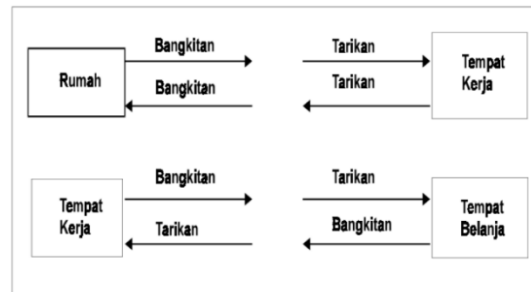 Bangkitan Tarikan
Rumah
Tempat
Kerja
Bangkitan Tarikan
Bangkitan Tarikan
Tempat
Kerja
Tempat
Belanja
Tarikan Bangkitan